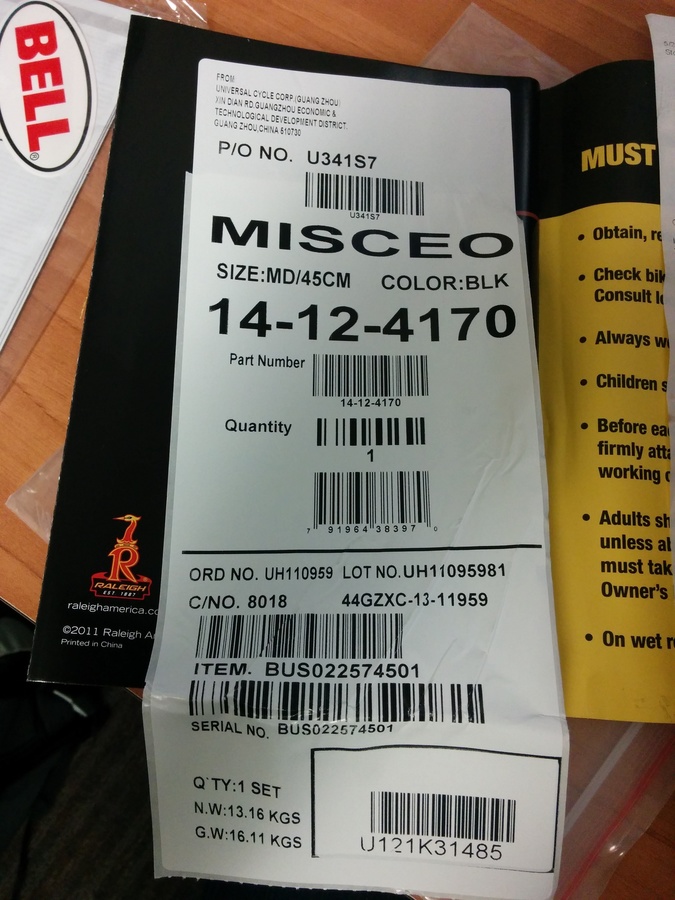 BELL
®
FROM:
UNIVERSAL CYCLE CORP (GUANG ZHOU)
XIN DIAN RD.GUANGZHOU ECONOMIC &
TECHNOLOGICAL DEVELOPMENT DISTRICT.
GUANG ZHOU,CHINA 510730
P/O NO. U341S7
U341S7
MISCEO
SIZE:MD/45CM COLOR:BLK
14-12-4170
Part Number
14-12-4170
Quantity
1
7 91964 38397 0
ORD NO. UH110959 LOT NO.UH11095981
C/NO. 8018 44GZXC-13-11959
ITEM. BUS022574501
SERIAL NO. BUS022574501
Q`TY:1 SET
N.W:13.16 KGS
G.W:16.11 KGS
U121K31485
R
RALEIGH
EST. 1887
raleighamerica.co
©2011 Raleigh A
Printed in China
MUST
• Obtain, re
• Check bik
Consult lo
• Always w
• Children s
• Before ea
firmly atta
working o
• Adults sh
unless at
must tak
Owner's
• On wet r